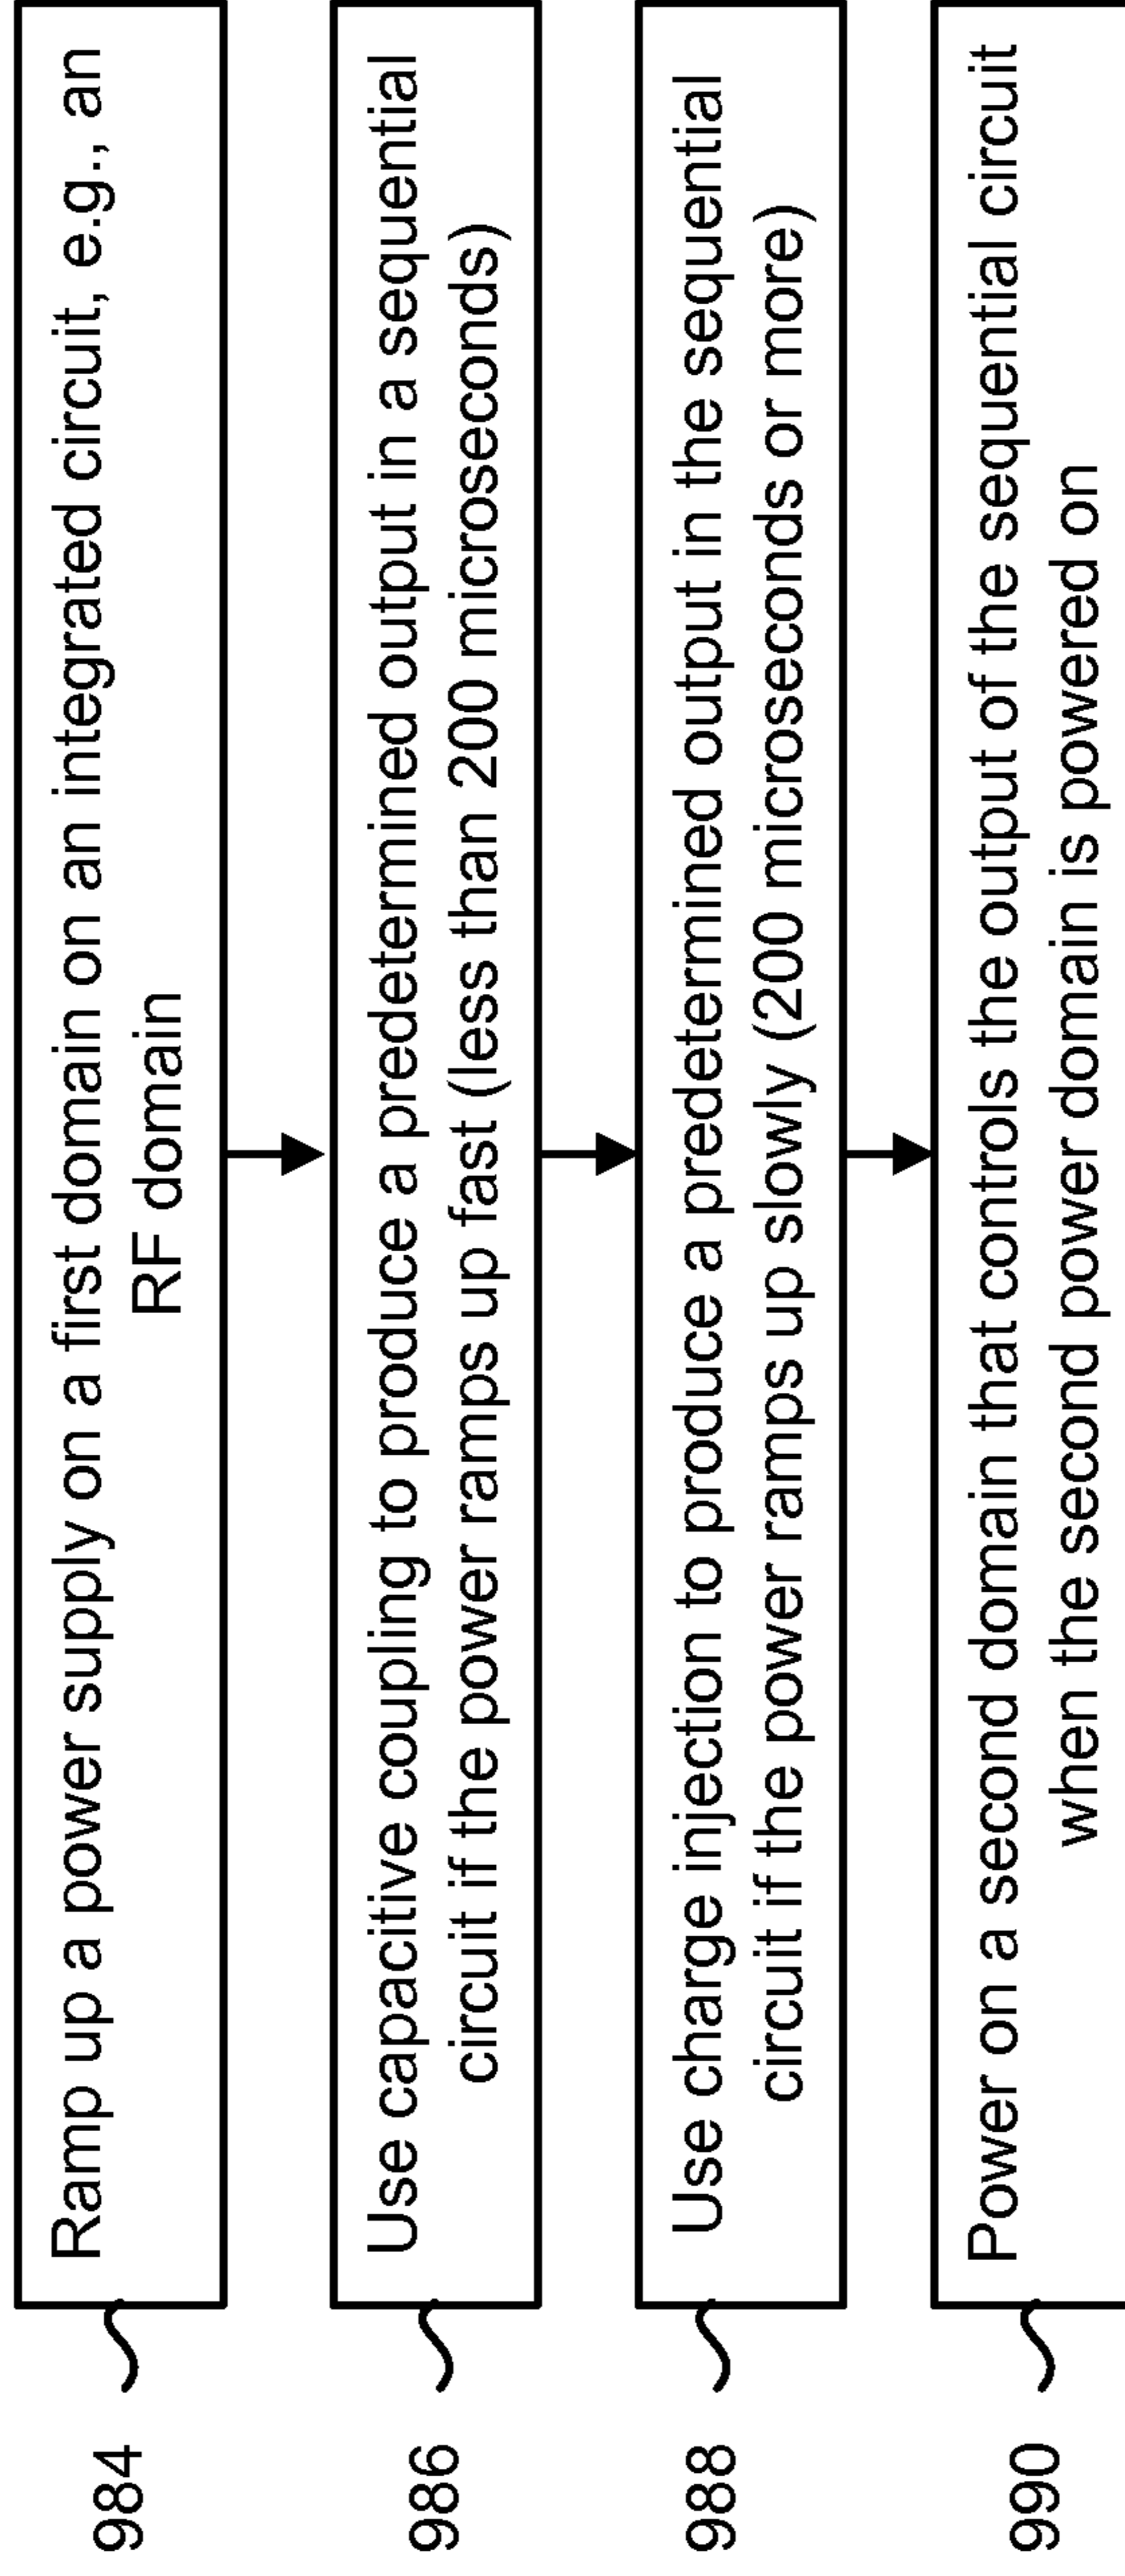 984
Ramp up a power supply on a first domain on an integrated circuit, e.g., an
RF domain
986
Use capacitive coupling to produce a predetermined output in a sequential
circuit if the power ramps up fast (less than 200 microseconds)
988
Use charge injection to produce a predetermined output in the sequential
circuit if the power ramps up slowly (200 microseconds or more)
990
Power on a second domain that controls the output of the sequential circuit
when the second power domain is powered on